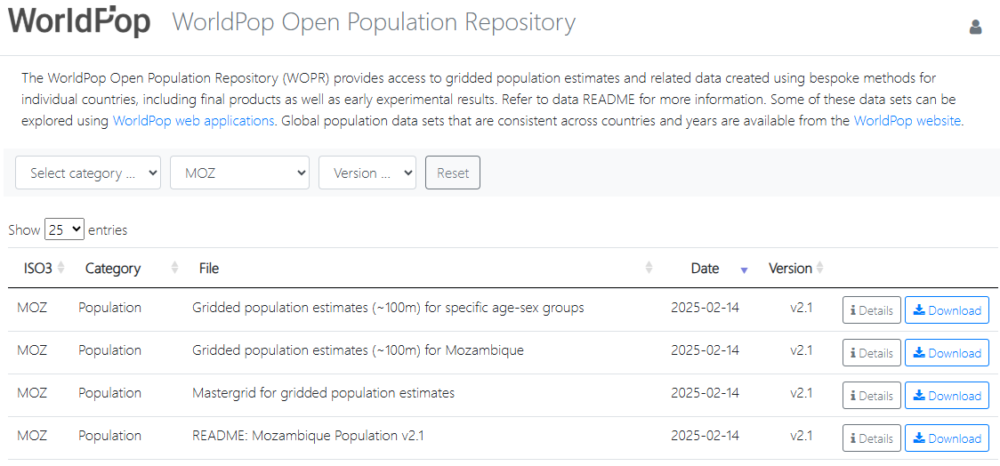 WorldPop WorldPop Open Population Repository
The WorldPop Open Population Repository (WOPR) provides access to gridded population estimates and related data created using bespoke methods for
individual countries, including final products as well as early experimental results. Refer to data README for more information. Some of these data sets can be
explored using WorldPop web applications. Global population data sets that are consistent across countries and years are available from the WorldPop website.
Select category ... MOZ Version ... Reset
Show 25 entries
ISO3 Category File Date Version
MOZ Population Gridded population estimates (~100m) for specific age-sex groups 2025-02-14 v2.1 Details Download
MOZ Population Gridded population estimates (~100m) for Mozambique 2025-02-14 v2.1 Details Download
MOZ Population Mastergrid for gridded population estimates 2025-02-14 v2.1 Details Download
MOZ Population README: Mozambique Population v2.1 2025-02-14 v2.1 Details Download